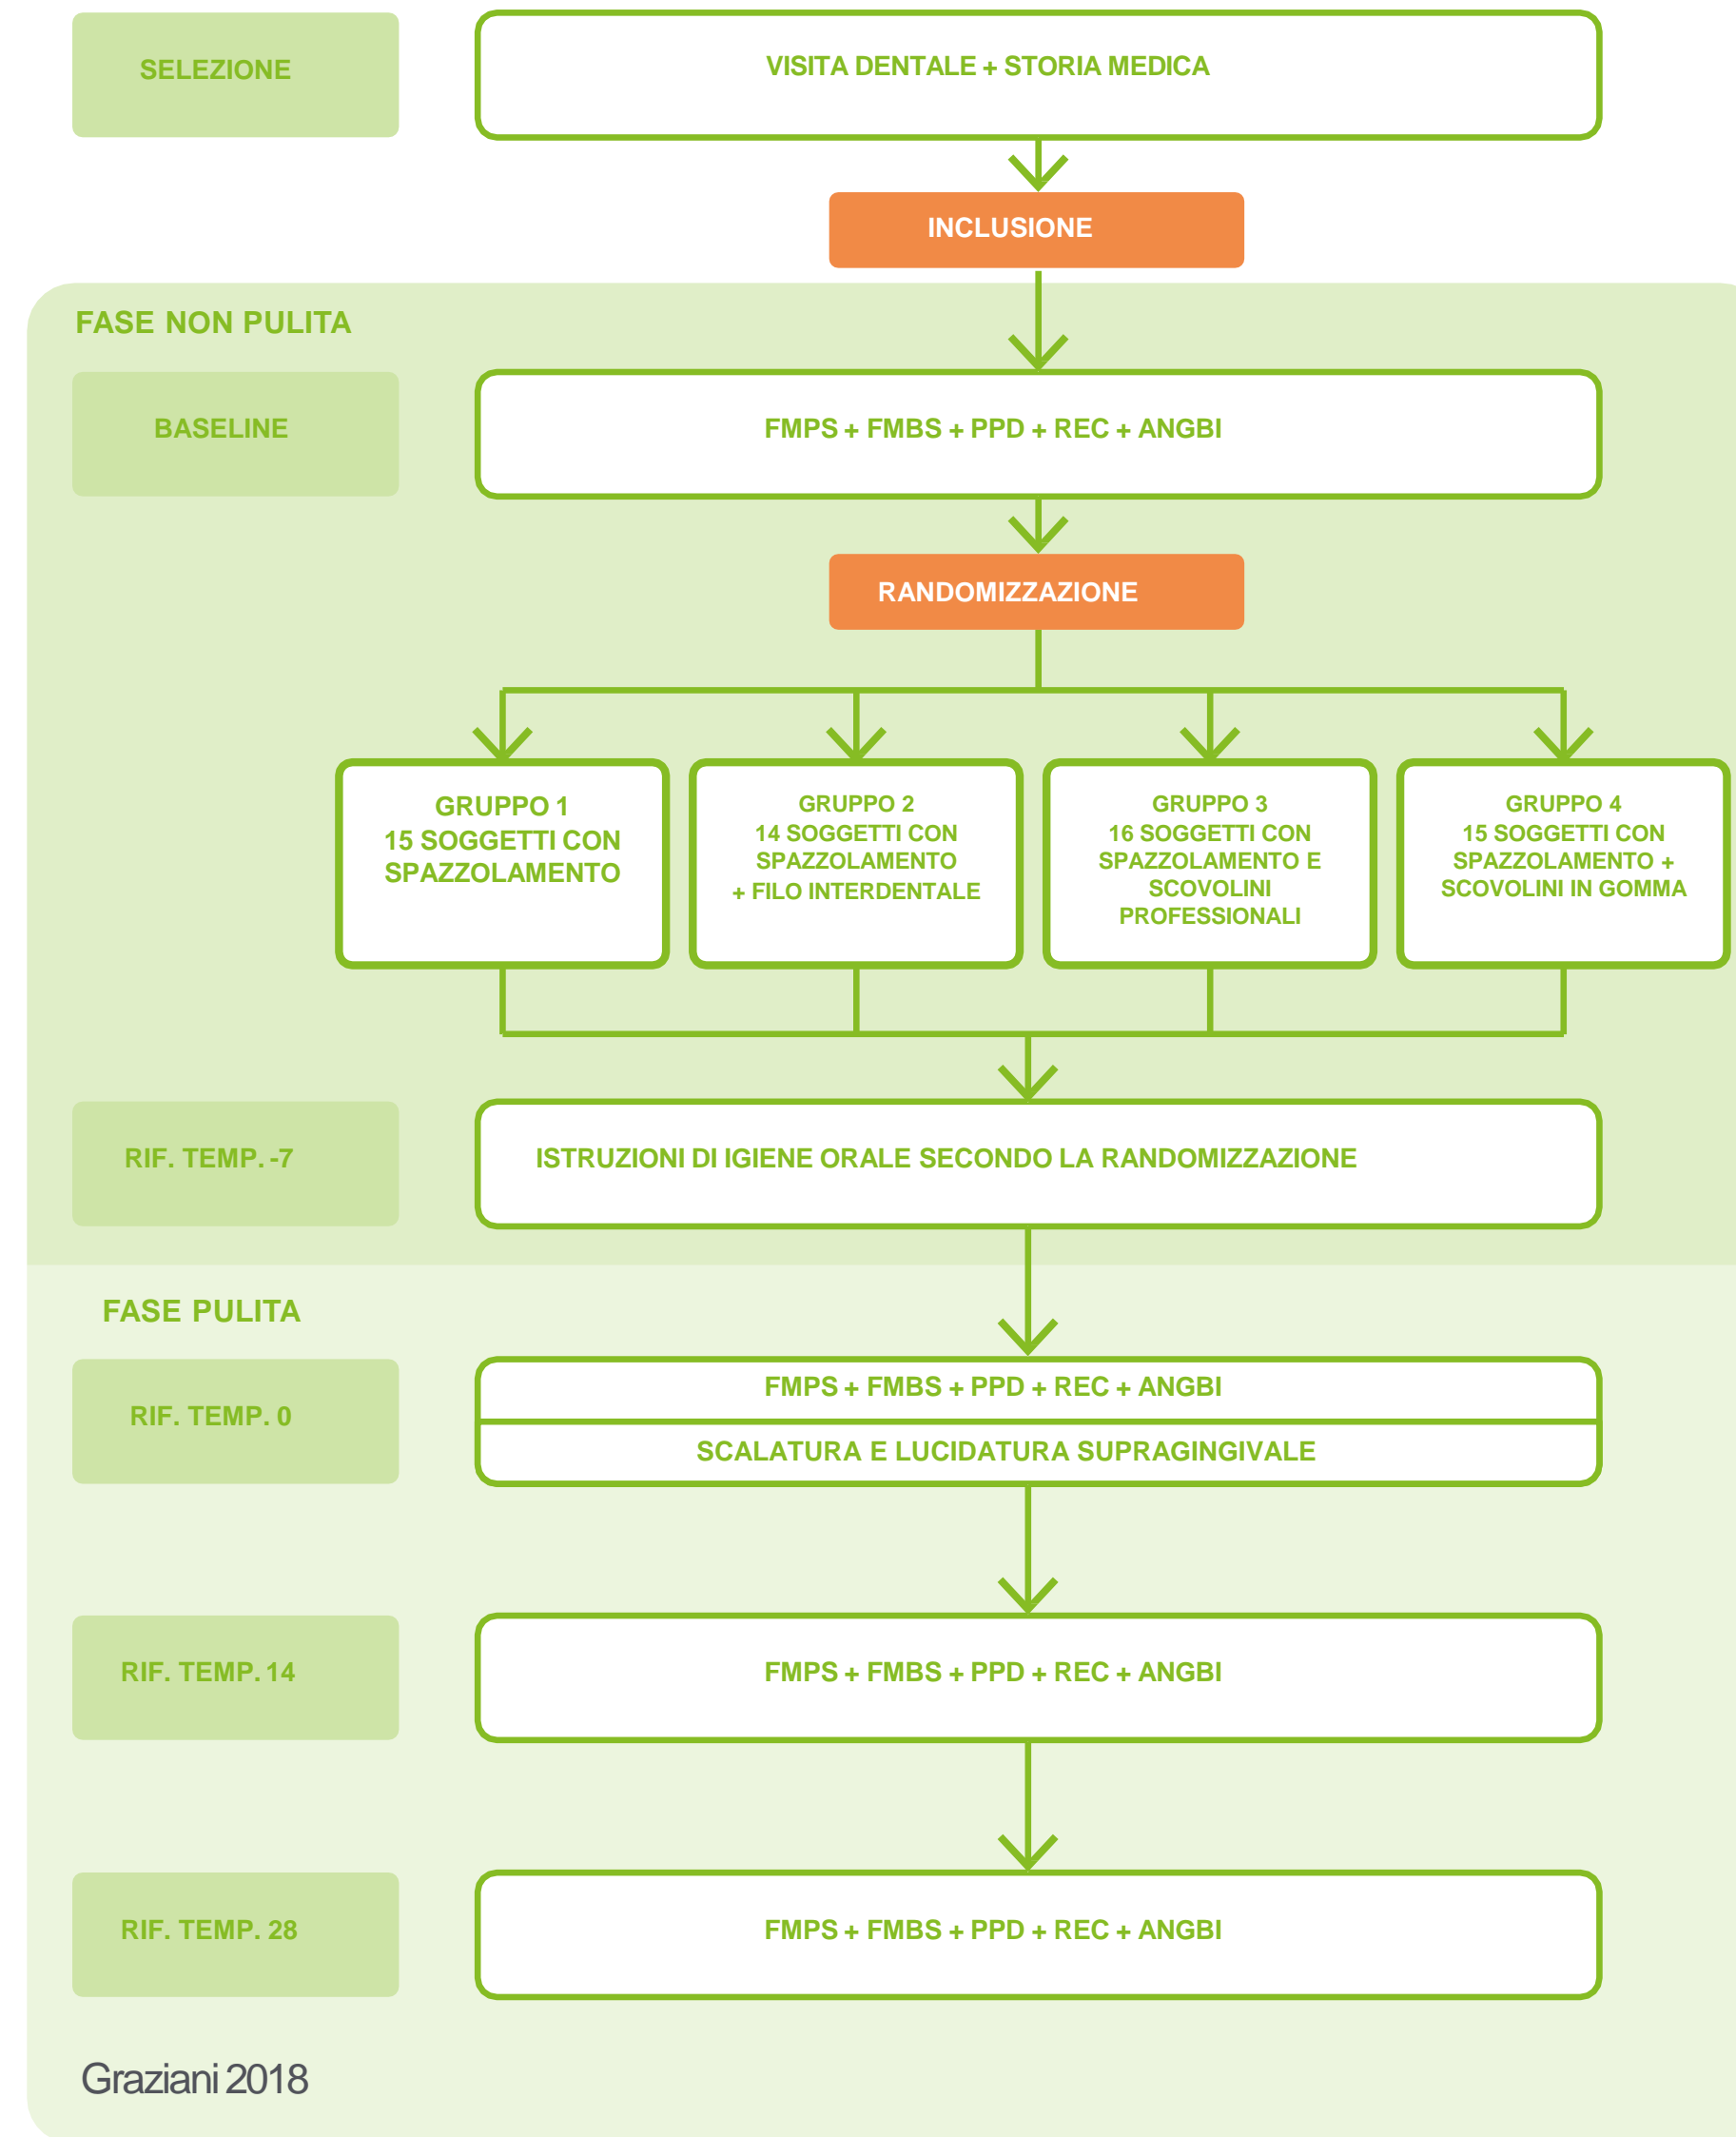 SELEZIONE
VISITA DENTALE + STORIA MEDICA
INCLUSIONE
FASE NON PULITA
BASELINE
FMPS + FMBS + PPD + REC + ANGBI
RANDOMIZZAZIONE
GRUPPO 1
15 SOGGETTI CON
SPAZZOLAMENTO
GRUPPO 2
14 SOGGETTI CON
SPAZZOLAMENTO
+ FILO INTERDENTALE
GRUPPO 3
16 SOGGETTI CON
SPAZZOLAMENTO E
SCOVOLINI
PROFESSIONALI
GRUPPO 4
15 SOGGETTI CON
SPAZZOLAMENTO +
SCOVOLINI IN GOMMA
RIF. TEMP. -7
ISTRUZIONI DI IGIENE ORALE SECONDO LA RANDOMIZZAZIONE
FASE PULITA
RIF. TEMP. 0
FMPS + FMBS + PPD + REC + ANGBI
SCALATURA E LUCIDATURA SUPRAGINGIVALE
RIF. TEMP. 14
FMPS + FMBS + PPD + REC + ANGBI
RIF. TEMP. 28
FMPS + FMBS + PPD + REC + ANGBI
Graziani 2018